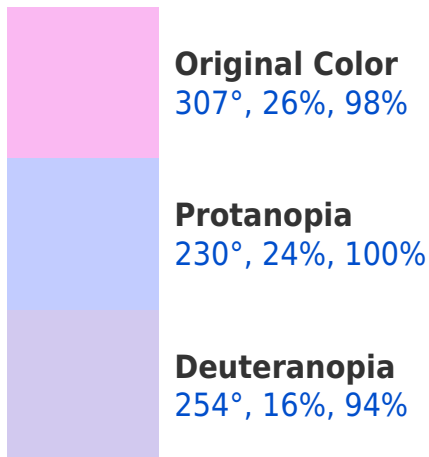 Original Color
307°, 26%, 98%
Protanopia
230°, 24%, 100%
Deuteranopia
254°, 16%, 94%